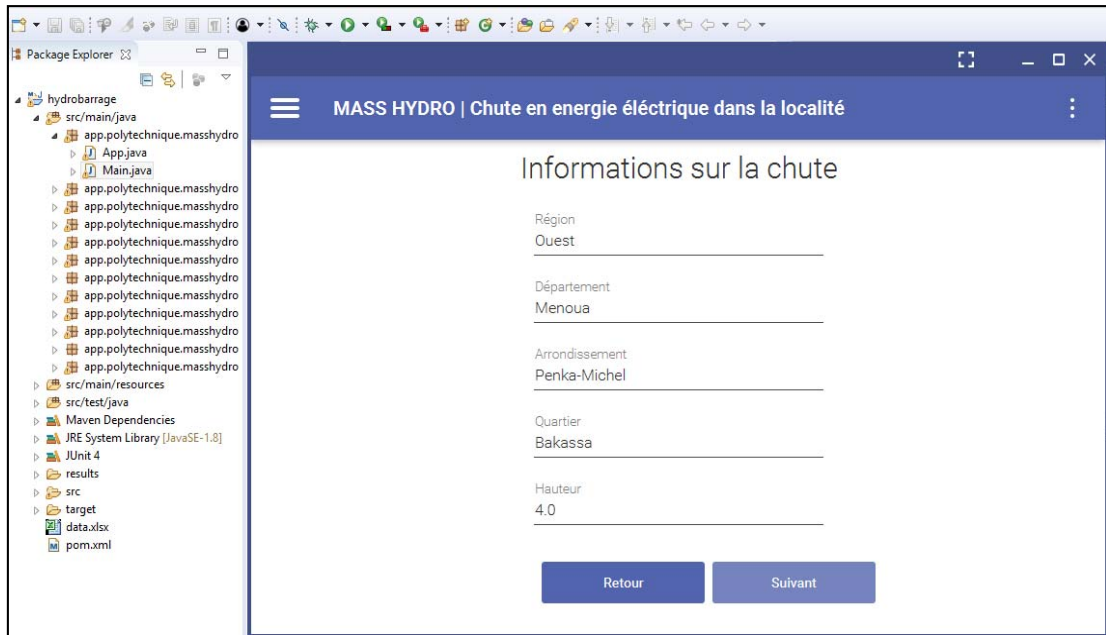 Package Explorer
hydrobarrage
src/main/java
app.polytechnique.masshydro
App.java
Main.java
app.polytechnique.masshydro
app.polytechnique.masshydro
app.polytechnique.masshydro
app.polytechnique.masshydro
app.polytechnique.masshydro
app.polytechnique.masshydro
app.polytechnique.masshydro
app.polytechnique.masshydro
app.polytechnique.masshydro
app.polytechnique.masshydro
app.polytechnique.masshydro
src/main/resources
src/test/java
Maven Dependencies
JRE System Library [JavaSE-1.8]
JUnit 4
results
src
target
data.xlsx
pom.xml
MASS HYDRO | Chute en energie éléctrique dans la localité
Informations sur la chute
Région
Ouest
Département
Menoua
Arrondissement
Penka-Michel
Quartier
Bakassa
Hauteur
4.0
Retour
Suivant